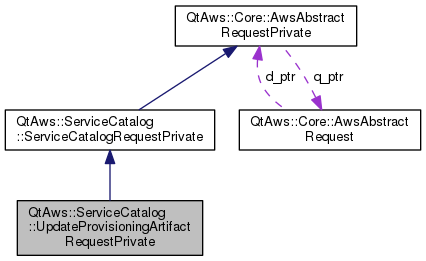 QtAws::Core::AwsAbstract
RequestPrivate
d_ptr
q_ptr
QtAws::ServiceCatalog
::ServiceCatalogRequestPrivate
QtAws::Core::AwsAbstract
Request
QtAws::ServiceCatalog
::UpdateProvisioningArtifact
RequestPrivate